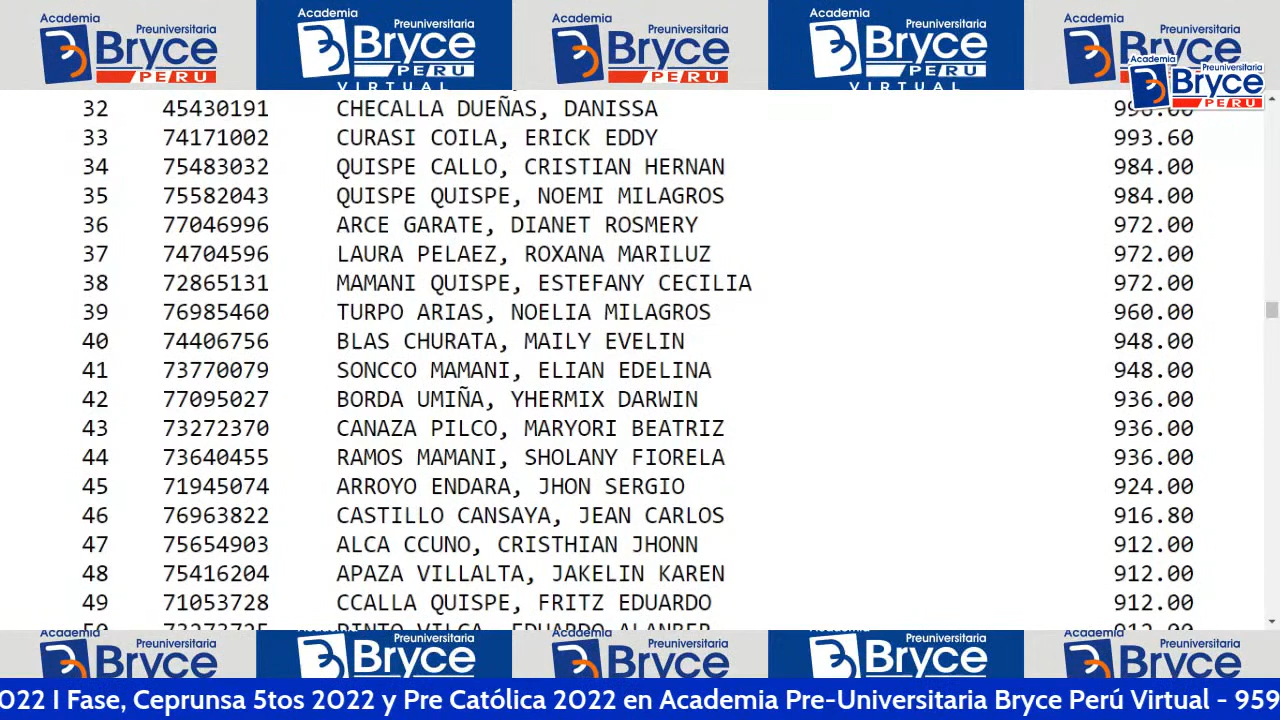 Academia Preuniversitaria Bryce PERU
Academia Preuniversitaria Bryce PERU VIRTUAL
Academia Preuniversitaria Bryce PERU
Academia Preuniversitaria Bryce PERU VIRTUAL
Academia Preuniversitaria Bryce
Academia Preuniversitaria Bryce PERU
32 45430191 CHECALLA DUEÑAS, DANISSA
33 74171002 CURASI COILA, ERICK EDDY 993.60
34 75483032 QUISPE CALLO, CRISTIAN HERNAN 984.00
35 75582043 QUISPE QUISPE, NOEMI MILAGROS 984.00
36 77046996 ARCE GARATE, DIANET ROSMERY 972.00
37 74704596 LAURA PELAEZ, ROXANA MARILUZ 972.00
38 72865131 MAMANI QUISPE, ESTEFANY CECILIA 972.00
39 76985460 TURPO ARIAS, NOELIA MILAGROS 960.00
40 74406756 BLAS CHURATA, MAILY EVELIN 948.00
41 73770079 SONCCO MAMANI, ELIAN EDELINA 948.00
42 77095027 BORDA UMIÑA, YHERMIX DARWIN 936.00
43 73272370 CANAZA PILCO, MARYORI BEATRIZ 936.00
44 73640455 RAMOS MAMANI, SHOLANY FIORELA 936.00
45 71945074 ARROYO ENDARA, JHON SERGIO 924.00
46 76963822 CASTILLO CANSAYA, JEAN CARLOS 916.80
47 75654903 ALCA CCUNO, CRISTHIAN JHONN 912.00
48 75416204 APAZA VILLALTA, JAKELIN KAREN 912.00
49 71053728 CCALLA QUISPE, FRITZ EDUARDO 912.00
Academia Preuniversitaria Bryce PERU
Preuniversitaria Bryce PERU
Academia Preuniversitaria Bryce PERU
Preuniversitaria Bryce PERU
Academia Preuniversitaria Bryce PERU
022 I Fase, Ceprunsa 5tos 2022 y Pre Católica 2022 en Academia Pre-Universitaria Bryce Perú Virtual - 959